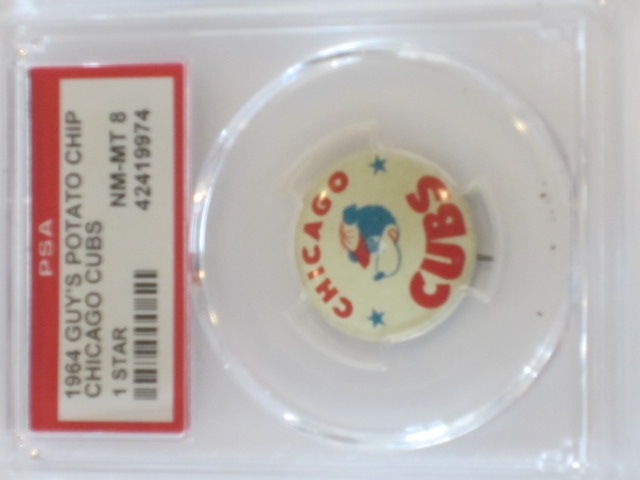 PSA
1964 GUY'S POTATO CHIP
CHICAGO CUBS NM-MT 8
1 STAR 42419974
CHICAGO
CUBS